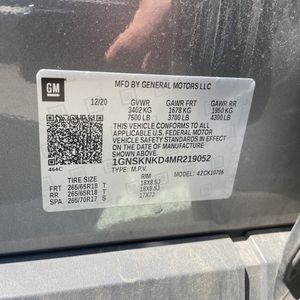 GM
MFD BY GENERAL MOTORS LLC
12/20 GVWR GAWR FRT GAWR RR
3402 KG 1678 KG 1950 KG
7500 LB 3700 LB 4300 LB
THIS VEHICLE CONFORMS TO ALL APPLICABLE
U.S. FEDERAL MOTOR
VEHICLE SAFETY STANDARDS IN EFFECT
ON THE DATE OF MANUFACTURE
SHOWN ABOVE.
1GNSKNKD4MR219052
464C TYPE: M.P.V. MODEL: 42CK10706
TIRE SIZE RIM
FRT 265/65R18 T 18X8.5J
RR 265/65R18 T 18X8.5J
SPA 265/70R17 S 17X7J